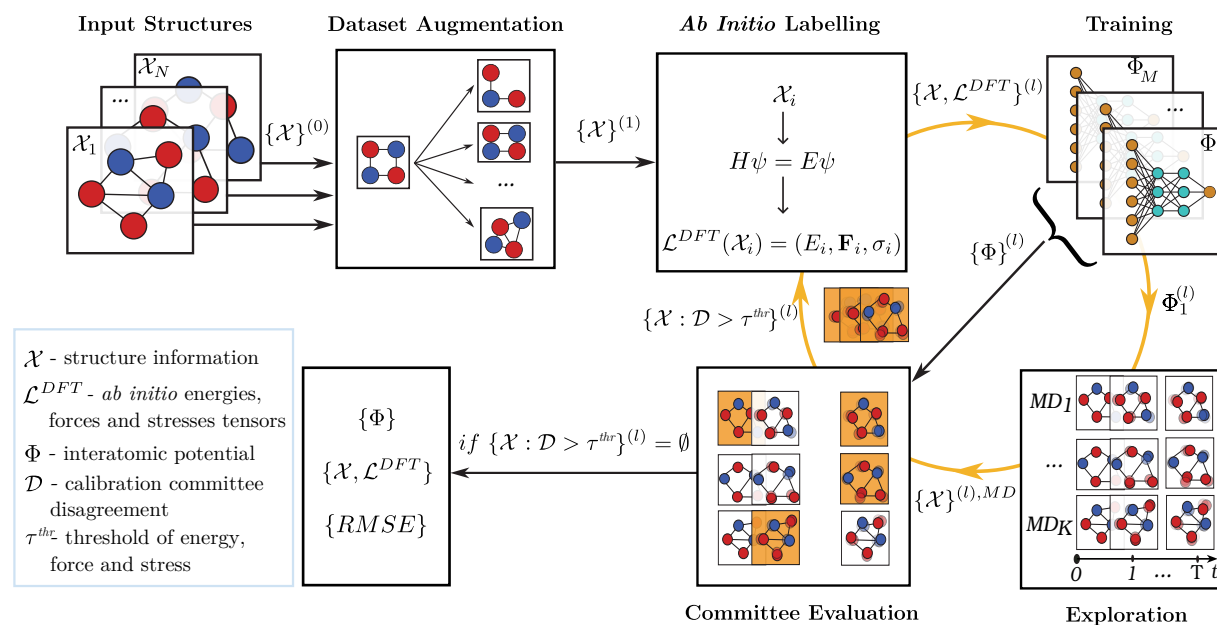 Input Structures
Dataset Augmentation
Ab Initio Labelling
Training
𝒳_N
...
𝒳_1
{𝒳}^(0)
...
{𝒳}^(1)
𝒳_i
Hψ = Eψ
ℒ^DFT(𝒳_i) = (E_i, F_i, σ_i)
{𝒳, ℒ^DFT}^(l)
Φ_M
...
Φ
{Φ}^(l)
Φ_1^(l)
{𝒳 : 𝒟 > τ^thr}^(l)
𝒳 - structure information
ℒ^DFT - ab initio energies,
forces and stresses tensors
Φ - interatomic potential
𝒟 - calibration committee
disagreement
τ^thr- threshold of energy,
force and stress
{Φ}
{𝒳, ℒ^DFT}
{RMSE}
if {𝒳 : 𝒟 > τ^thr}^(l) = ∅
{𝒳}^(l),MD
MD_1
...
MD_K
0 1 ... T t
Committee Evaluation
Exploration